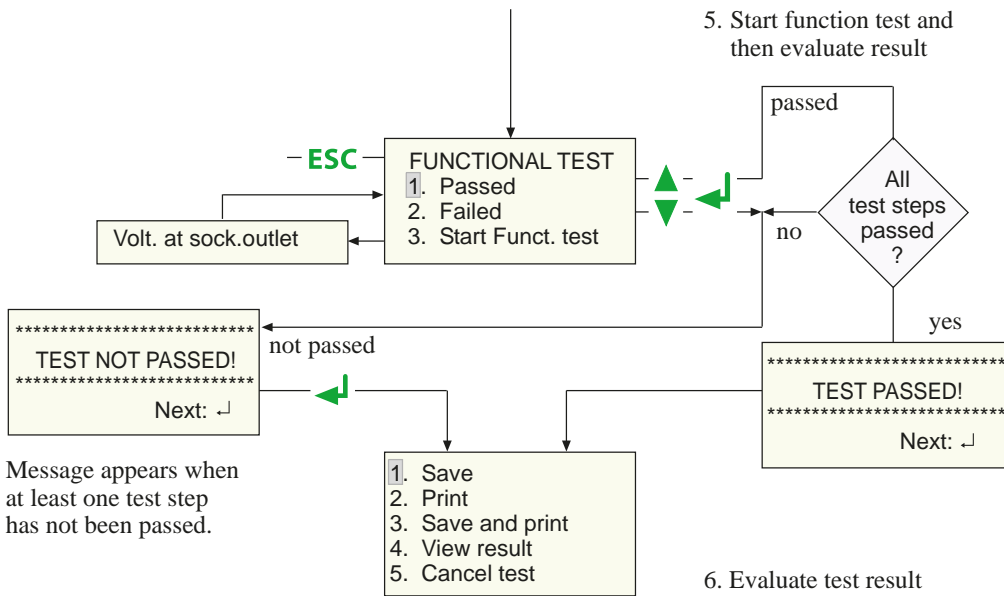 5. Start function test and
then evaluate result
passed
ESC
FUNCTIONAL TEST
1. Passed
2. Failed
3. Start Funct. test
Volt. at sock.outlet
All
test steps
passed
?
no
yes
***************************
TEST NOT PASSED!
***************************
Next: ↵
not passed
***************************
TEST PASSED!
***************************
Next: ↵
Message appears when
at least one test step
has not been passed.
1. Save
2. Print
3. Save and print
4. View result
5. Cancel test
6. Evaluate test result